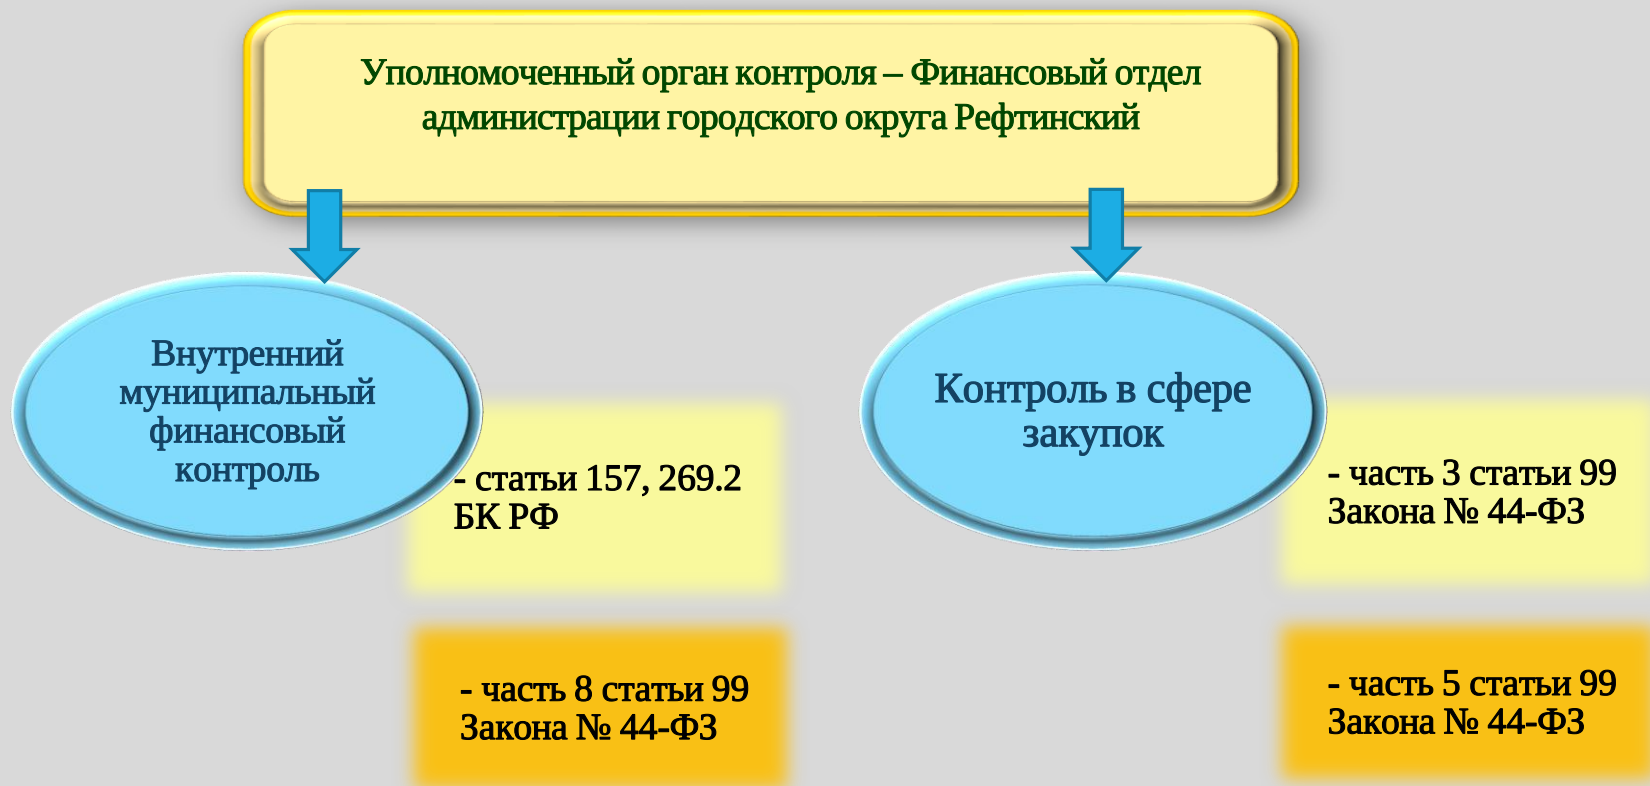 Уполномоченный орган контроля – Финансовый отдел
администрации городского округа Рефтинский
Внутренний
муниципальный
финансовый
контроль
- статьи 157, 269.2
БК РФ
- часть 8 статьи 99
Закона № 44-ФЗ
Контроль в сфере
закупок
- часть 3 статьи 99
Закона № 44-ФЗ
- часть 5 статьи 99
Закона № 44-ФЗ